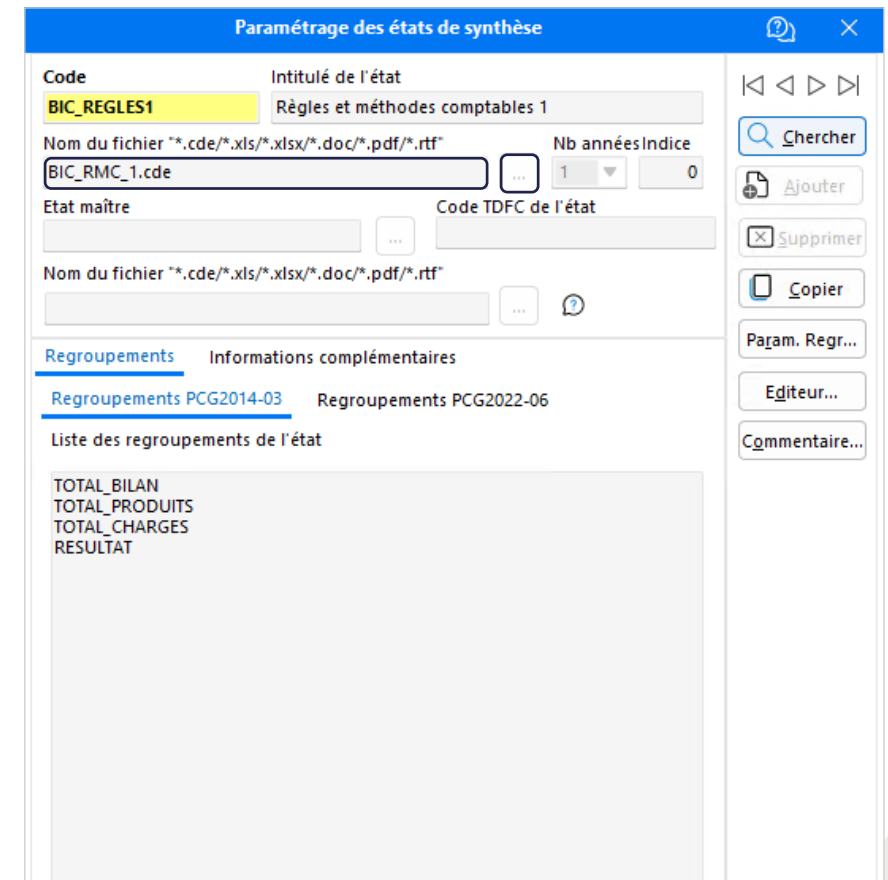 Paramétrage des états de synthèse
Code Intitulé de l'état
BIC_REGLES1 Règles et méthodes comptables 1
Nom du fichier "*.cde/*.xls/*.xlsx/*.doc/*.pdf/*.rtf" Nb années Indice
BIC_RMC_1.cde ... 1 0
Etat maître Code TDFC de l'état
...
Nom du fichier "*.cde/*.xls/*.xlsx/*.doc/*.pdf/*.rtf"
...
Regroupements Informations complémentaires
Regroupements PCG2014-03 Regroupements PCG2022-06
Liste des regroupements de l'état
TOTAL_BILAN
TOTAL_PRODUITS
TOTAL_CHARGES
RESULTAT
Chercher
Ajouter
Supprimer
Copier
Param. Regr...
Editeur...
Commentaire...